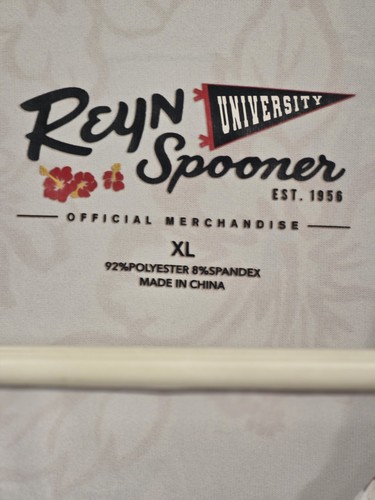 REYN
UNIVERSITY
Spooner
EST. 1956
OFFICIAL MERCHANDISE
XL
92%POLYESTER 8%SPANDEX
MADE IN CHINA